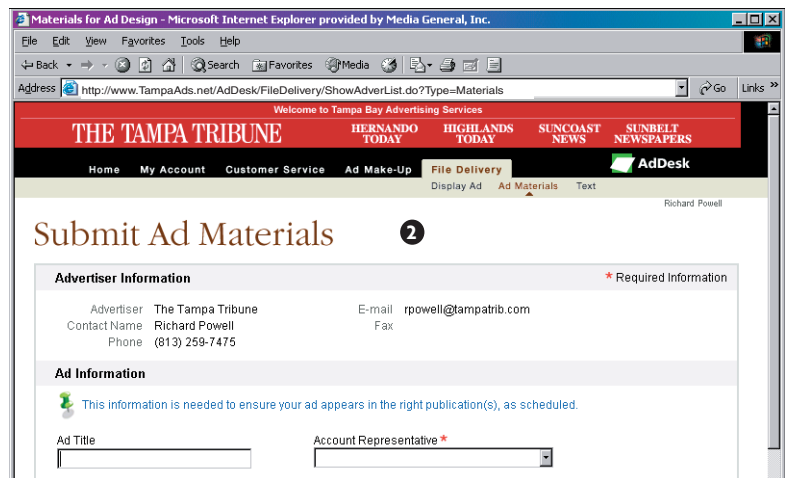 Materials for Ad Design - Microsoft Internet Explorer provided by Media General, Inc.
File Edit View Favorites Tools Help
Back Search Favorites Media
Address http://www.TampaAds.net/AdDesk/FileDelivery/ShowAdverList.do?Type=Materials Go Links »
Welcome to Tampa Bay Advertising Services
THE TAMPA TRIBUNE HERNANDO TODAY HIGHLANDS TODAY SUNCOAST NEWS SUNBELT NEWSPAPERS
Home My Account Customer Service Ad Make-Up File Delivery AdDesk
Display Ad Ad Materials Text
Richard Powell
Submit Ad Materials 2
Advertiser Information * Required Information
Advertiser The Tampa Tribune E-mail rpowell@tampatrib.com
Contact Name Richard Powell Fax
Phone (813) 259-7475
Ad Information
This information is needed to ensure your ad appears in the right publication(s), as scheduled.
Ad Title Account Representative *